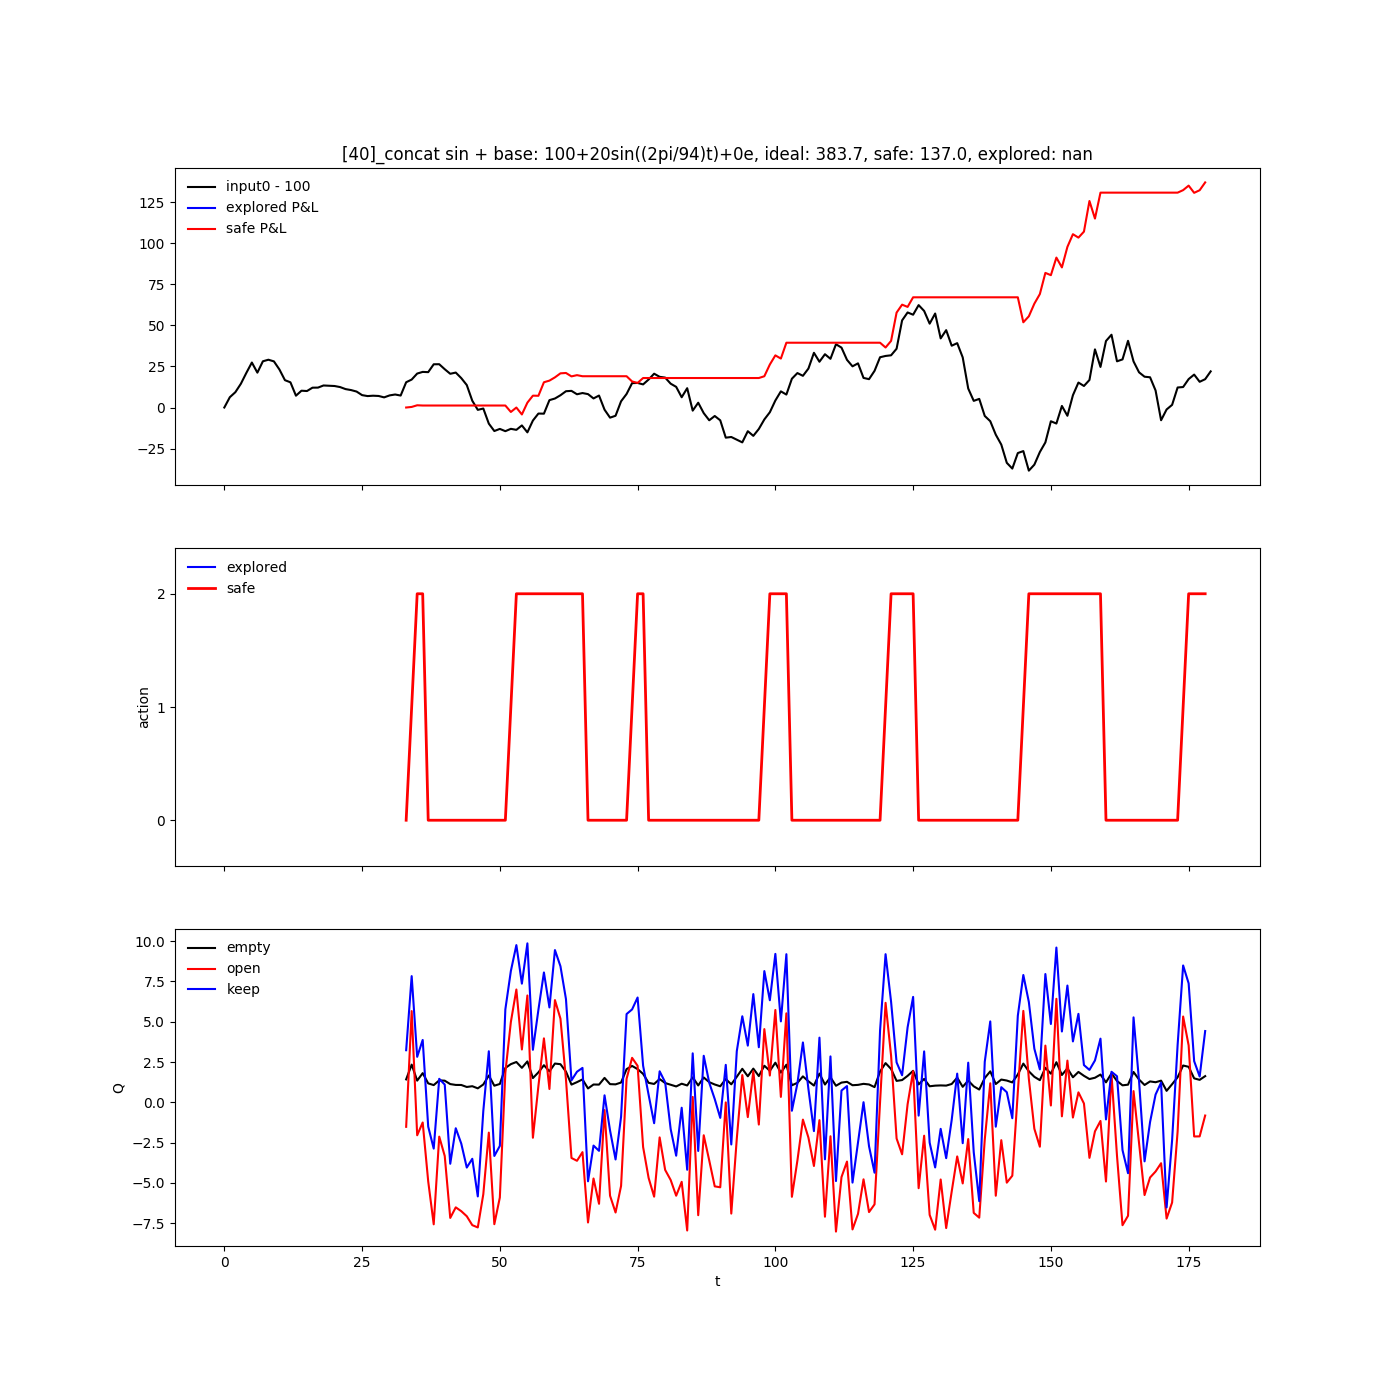 [40]_concat sin + base: 100+20sin((2pi/94)t)+0e, ideal: 383.7, safe: 137.0, explored: nan
input0 - 100
explored P&L
safe P&L
125
100
75
50
25
0
−25
explored
safe
2
1
0
action
empty
open
keep
10.0
7.5
5.0
2.5
0.0
−2.5
−5.0
−7.5
Q
0
25
50
75
100
125
150
175
t